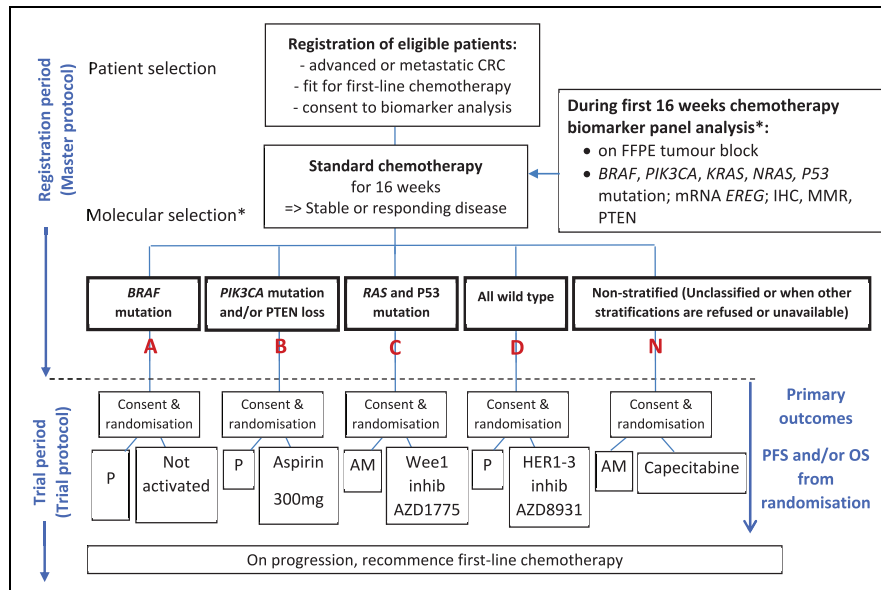 Registration period
(Master protocol)
Patient selection
Registration of eligible patients:
- advanced or metastatic CRC
- fit for first-line chemotherapy
- consent to biomarker analysis
During first 16 weeks chemotherapy
biomarker panel analysis*:
• on FFPE tumour block
• BRAF, PIK3CA, KRAS, NRAS, P53
mutation; mRNA EREG; IHC, MMR,
PTEN
Standard chemotherapy
for 16 weeks
=> Stable or responding disease
Molecular selection*
BRAF
mutation
PIK3CA mutation
and/or PTEN loss
RAS and P53
mutation
All wild type
Non-stratified (Unclassified or when other
stratifications are refused or unavailable)
A
B
C
D
N
Trial period
(Trial protocol)
Consent &
randomisation
Consent &
randomisation
Consent &
randomisation
Consent &
randomisation
Consent &
randomisation
P
Not
activated
P
Aspirin
300mg
AM
Wee1
inhib
AZD1775
P
HER1-3
inhib
AZD8931
AM
Capecitabine
Primary
outcomes
PFS and/or OS
from
randomisation
On progression, recommence first-line chemotherapy